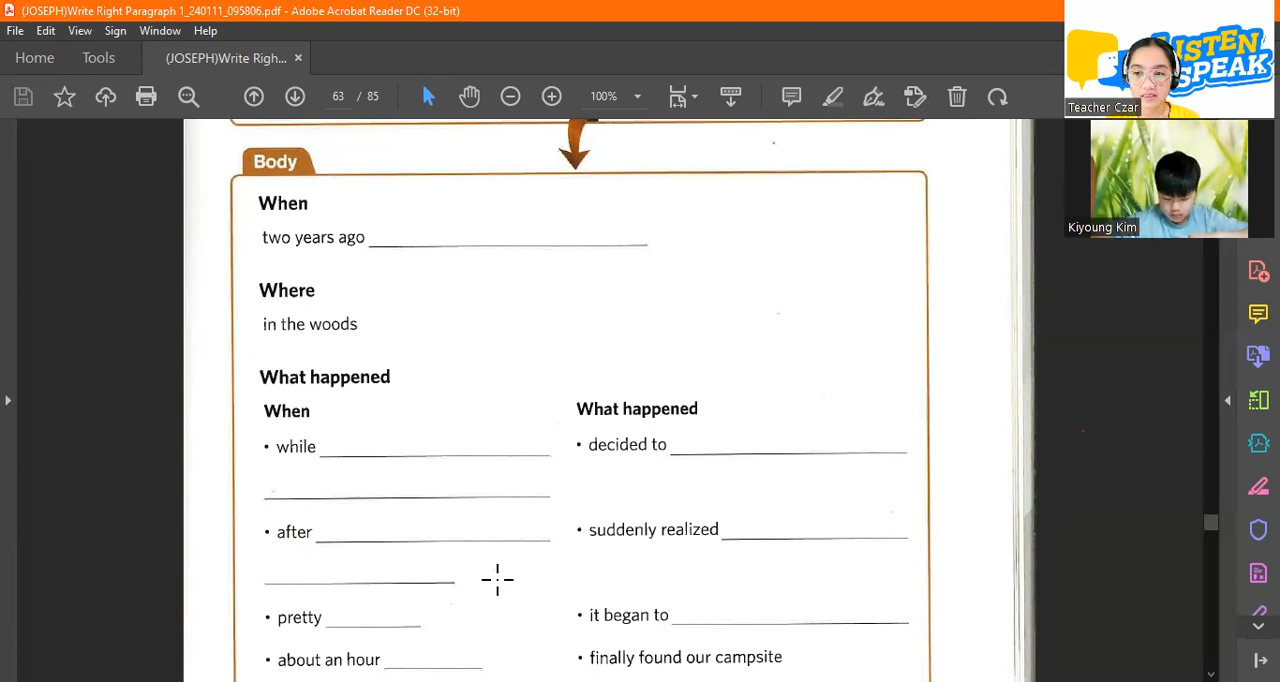 (JOSEPH)Write Right Paragraph 1_240111_095806.pdf - Adobe Acrobat Reader DC (32-bit)
File Edit View Sign Window Help
Home Tools (JOSEPH)Write Righ... ×
63 / 85 100%
LISTEN
SPEAK
Teacher Czar
Kiyoung Kim
Body
When
two years ago
Where
in the woods
What happened
When What happened
• while • decided to
• after • suddenly realized
• pretty • it began to
• about an hour • finally found our campsite